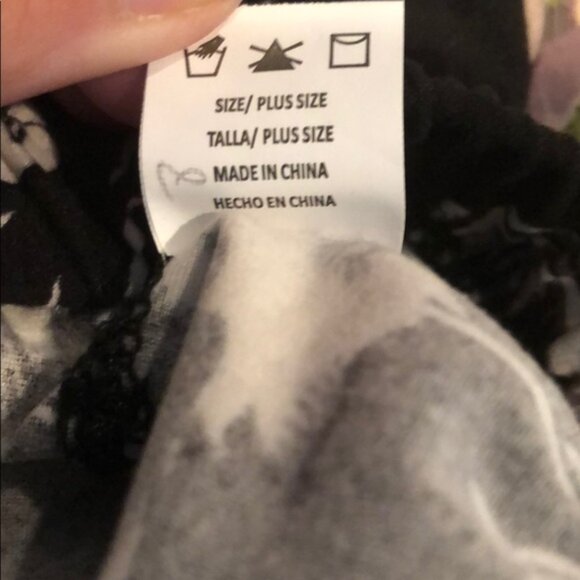 SIZE/ PLUS SIZE
TALLA/ PLUS SIZE
MADE IN CHINA
HECHO EN CHINA